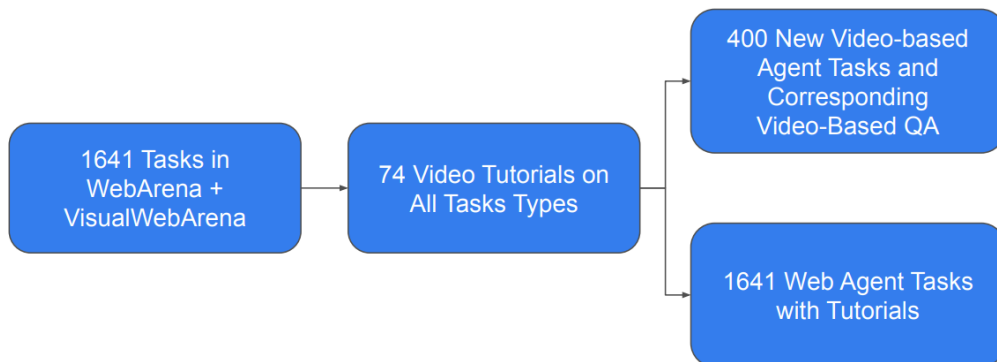 1641 Tasks in
WebArena +
VisualWebArena
74 Video Tutorials on
All Tasks Types
400 New Video-based
Agent Tasks and
Corresponding
Video-Based QA
1641 Web Agent Tasks
with Tutorials